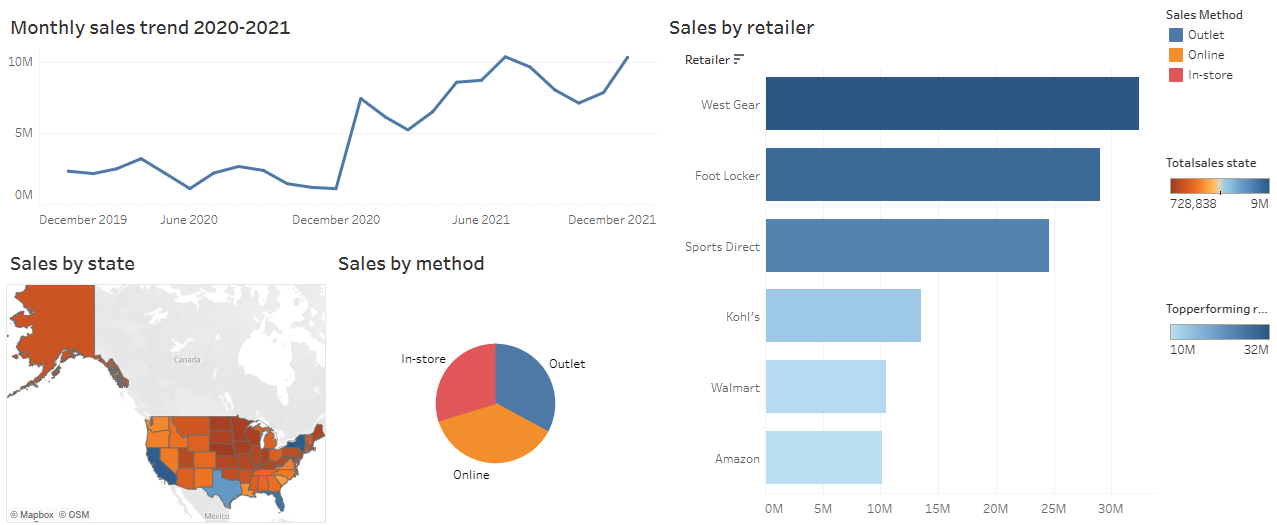 Monthly sales trend 2020-2021
10M
5M
0M
December 2019
June 2020
December 2020
June 2021
December 2021
Sales by state
Canada
Mexico
© Mapbox © OSM
Sales by method
In-store
Outlet
Online
Sales by retailer
Retailer
West Gear
Foot Locker
Sports Direct
Kohl's
Walmart
Amazon
0M
5M
10M
15M
20M
25M
30M
Sales Method
Outlet
Online
In-store
Totalsales state
728,838
9M
Topperforming r...
10M
32M